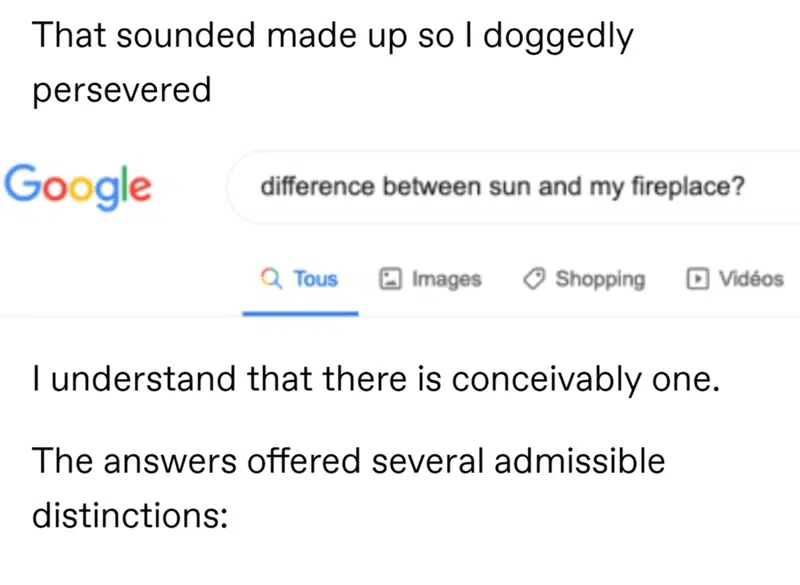 That sounded made up so I doggedly
persevered
Google
difference between sun and my fireplace?
Tous Images Shopping Vidéos
I understand that there is conceivably one.
The answers offered several admissible
distinctions: